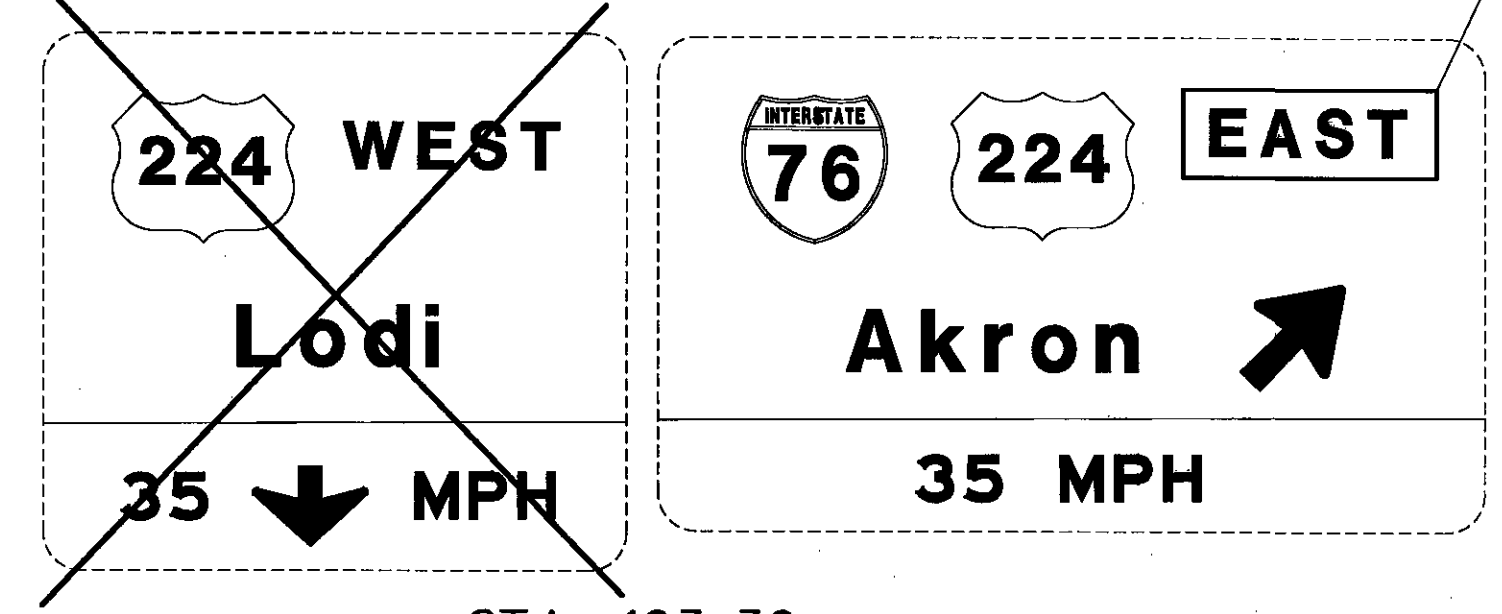 224 WEST
Lodi
35 MPH
INTERSTATE
76 224 EAST
Akron
35 MPH